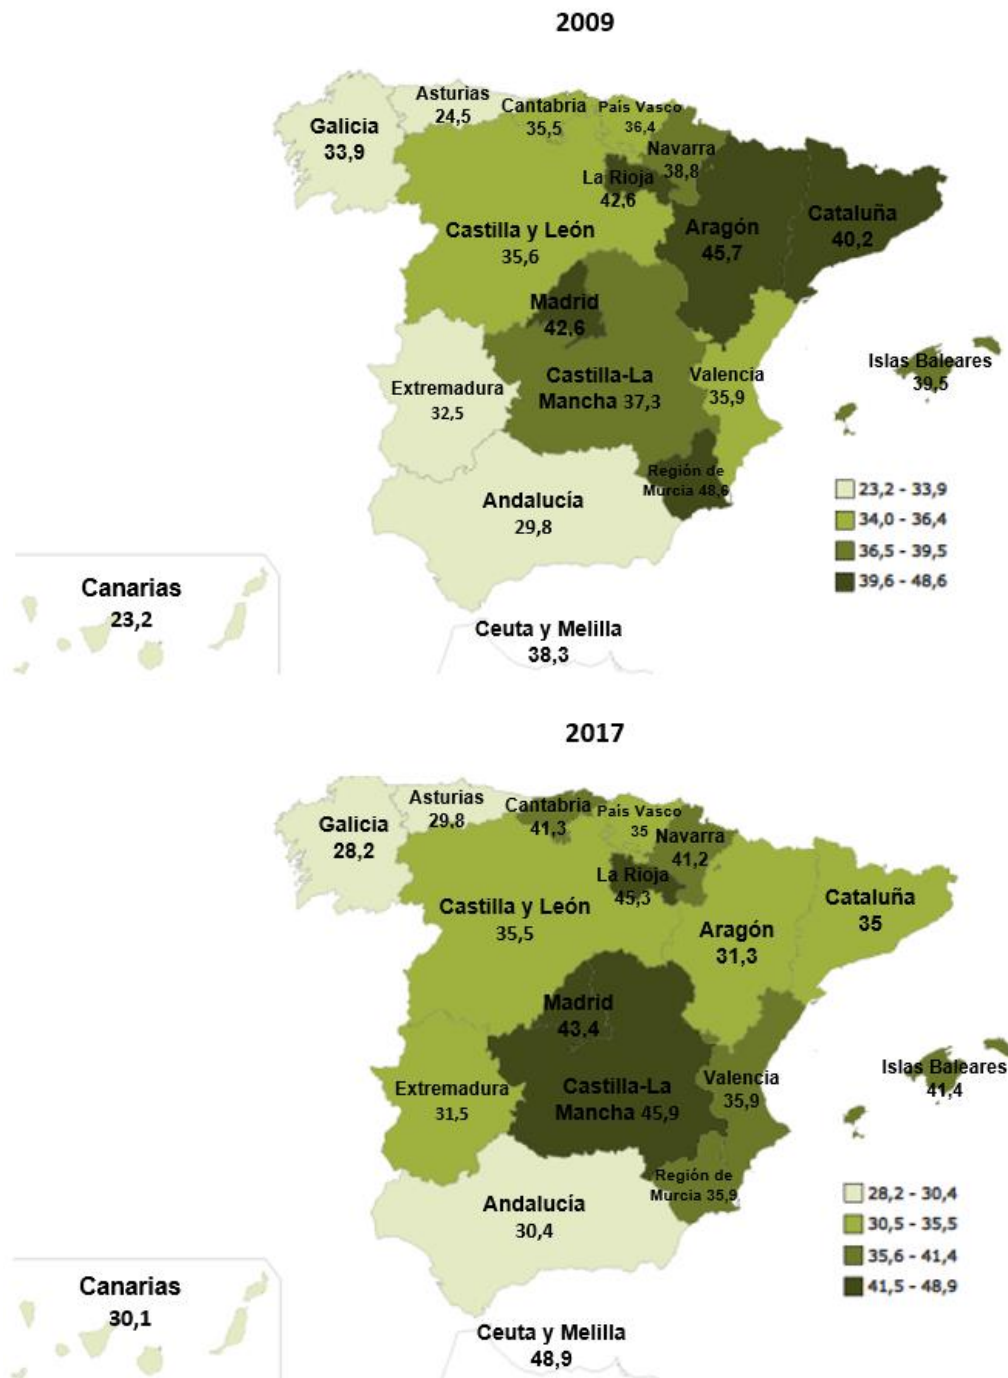 2009
Asturias
24,5
Cantabria
35,5
País Vasco
36,4
Galicia
33,9
Navarra
38,8
La Rioja
42,6
Castilla y León
35,6
Aragón
45,7
Cataluña
40,2
Madrid
42,6
Islas Baleares
39,5
Extremadura
32,5
Castilla-La
Mancha 37,3
Valencia
35,9
Región de
Murcia 48,6
Andalucía
29,8
23,2 - 33,9
34,0 - 36,4
36,5 - 39,5
39,6 - 48,6
Canarias
23,2
Ceuta y Melilla
38,3
2017
Asturias
29,8
Cantabria
41,3
País Vasco
35
Galicia
28,2
Navarra
41,2
La Rioja
45,3
Castilla y León
35,5
Aragón
31,3
Cataluña
35
Madrid
43,4
Islas Baleares
41,4
Extremadura
31,5
Castilla-La
Mancha 45,9
Valencia
35,9
Región de
Murcia 35,9
Andalucía
30,4
28,2 - 30,4
30,5 - 35,5
35,6 - 41,4
41,5 - 48,9
Canarias
30,1
Ceuta y Melilla
48,9